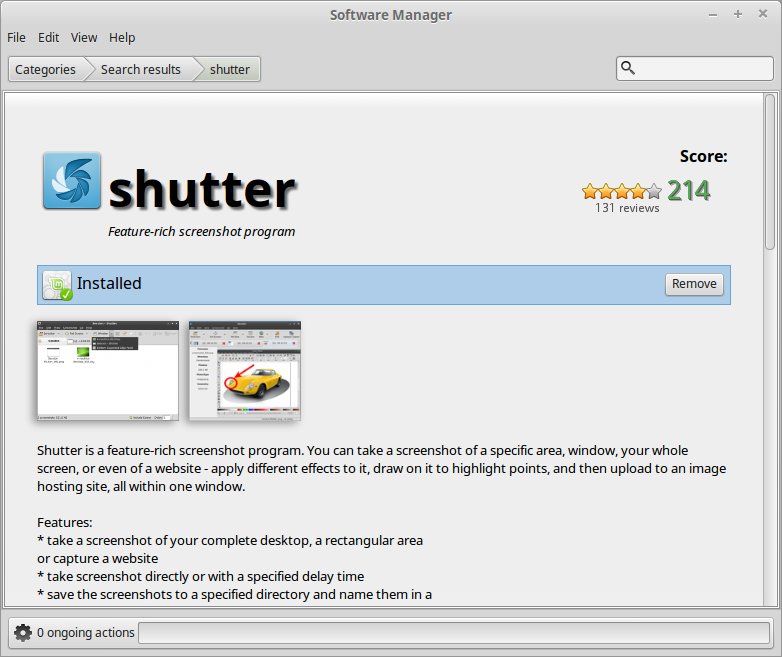 Software Manager
File Edit View Help
Categories Search results shutter
Score:
shutter
214
131 reviews
Feature-rich screenshot program
Installed
Remove
Shutter is a feature-rich screenshot program. You can take a screenshot of a specific area, window, your whole
screen, or even of a website - apply different effects to it, draw on it to highlight points, and then upload to an image
hosting site, all within one window.
Features:
* take a screenshot of your complete desktop, a rectangular area
or capture a website
* take screenshot directly or with a specified delay time
* save the screenshots to a specified directory and name them in a
0 ongoing actions